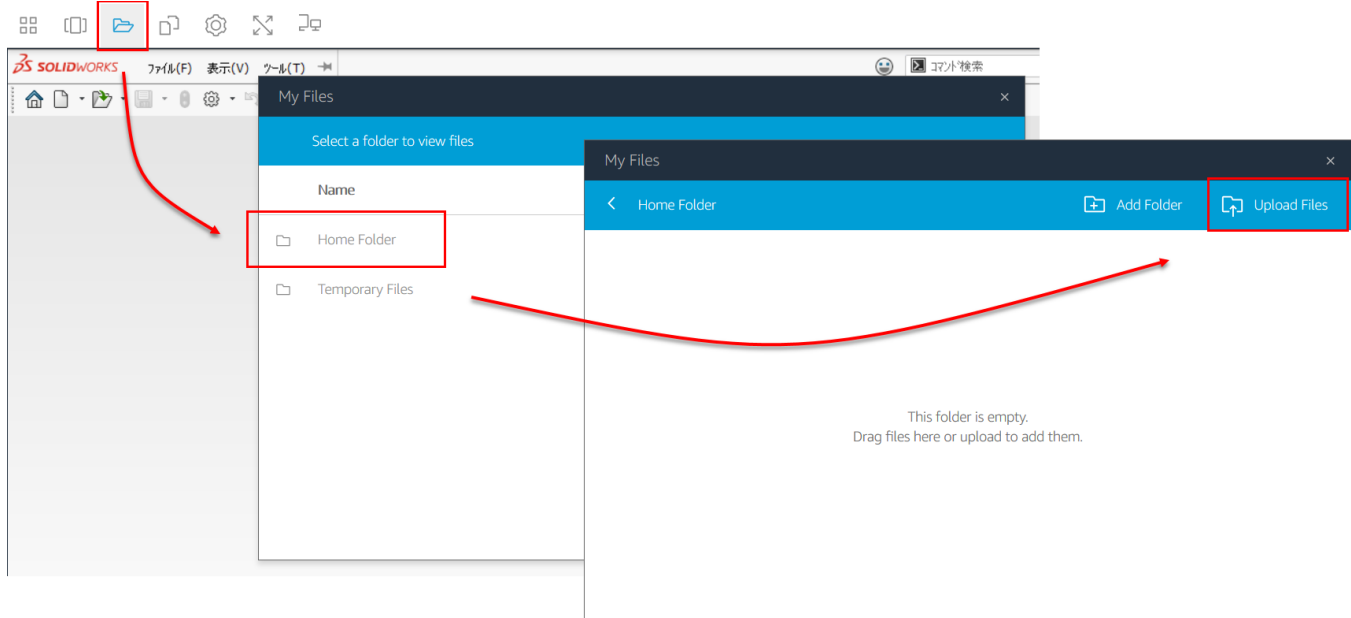 SOLIDWORKS ファイル(F) 表示(V) ツール(T) コマンド検索
My Files ×
Select a folder to view files
Name
Home Folder
Temporary Files
My Files ×
Home Folder Add Folder Upload Files
This folder is empty.
Drag files here or upload to add them.